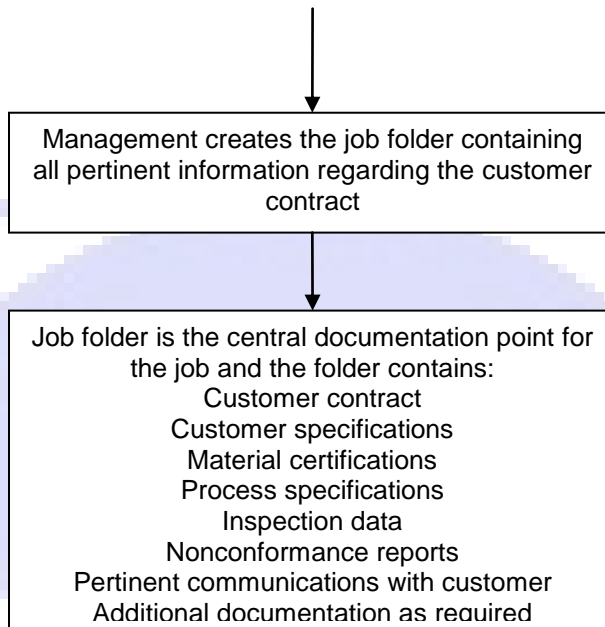 Management creates the job folder containing
all pertinent information regarding the customer
contract
Job folder is the central documentation point for
the job and the folder contains:
Customer contract
Customer specifications
Material certifications
Process specifications
Inspection data
Nonconformance reports
Pertinent communications with customer
Additional documentation as required